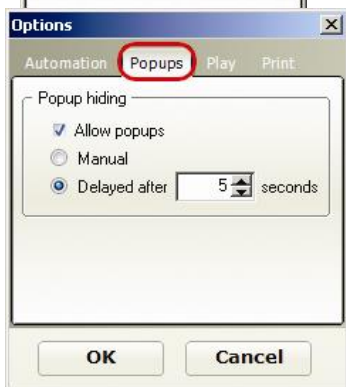 Options
Automation Popups Play Print
Popup hiding
Allow popups
Manual
Delayed after 5 seconds
OK Cancel